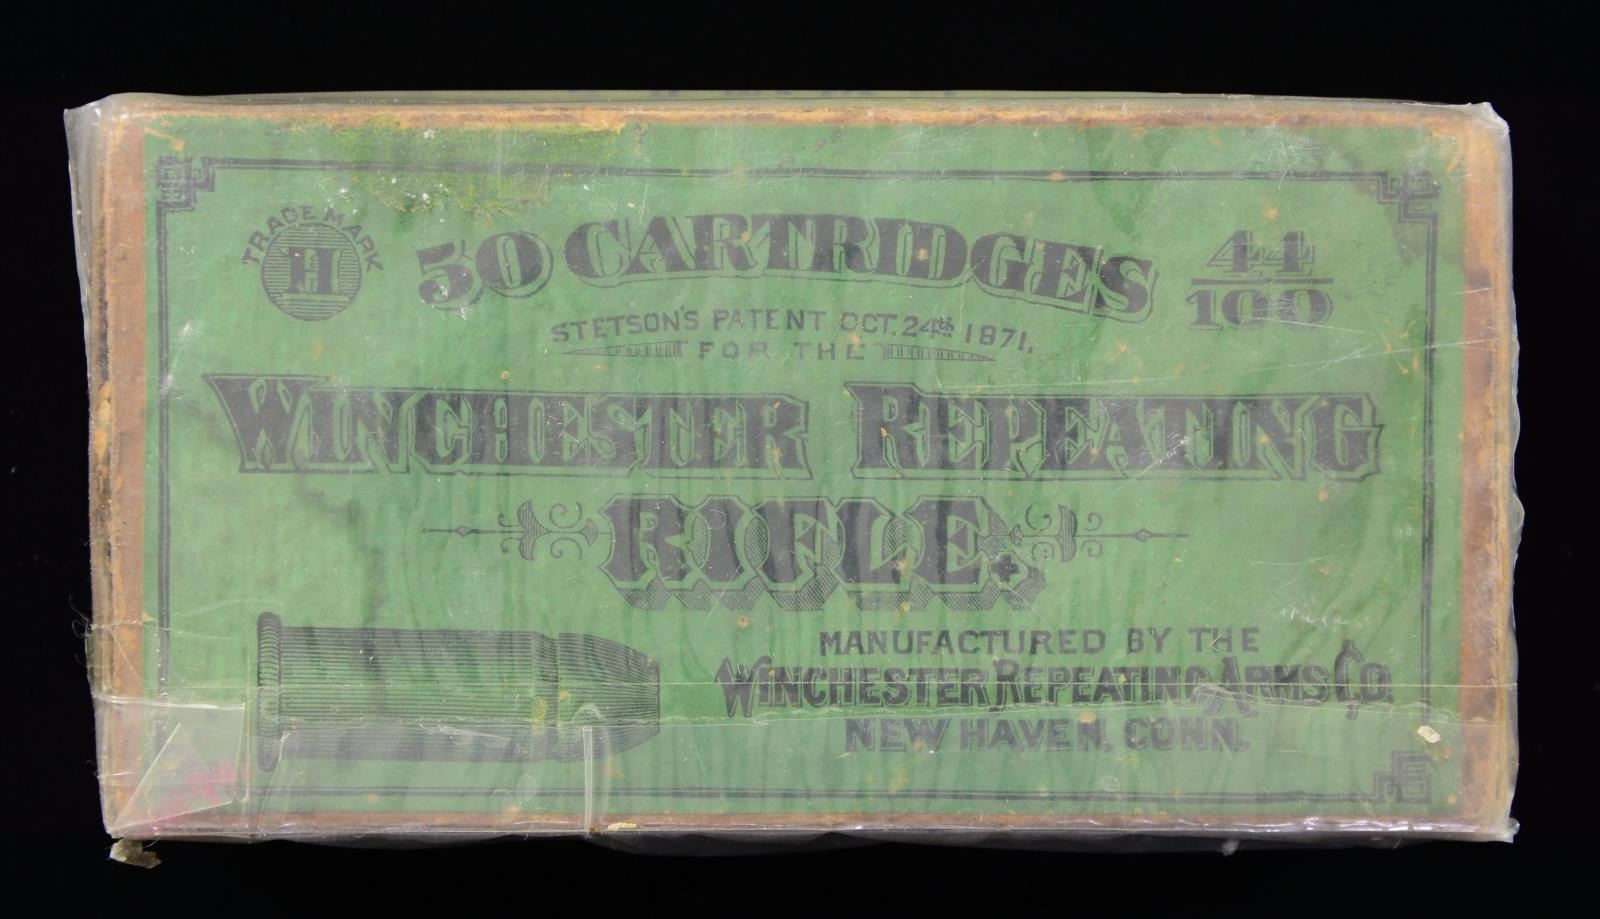 TRADE MARK
H
50 CARTRIDGES
44
100
STETSON'S PATENT OCT. 24th 1871.
FOR THE
WINCHESTER REPEATING
RIFLE.
MANUFACTURED BY THE
WINCHESTER REPEATING ARMS CO.
NEW HAVEN, CONN.